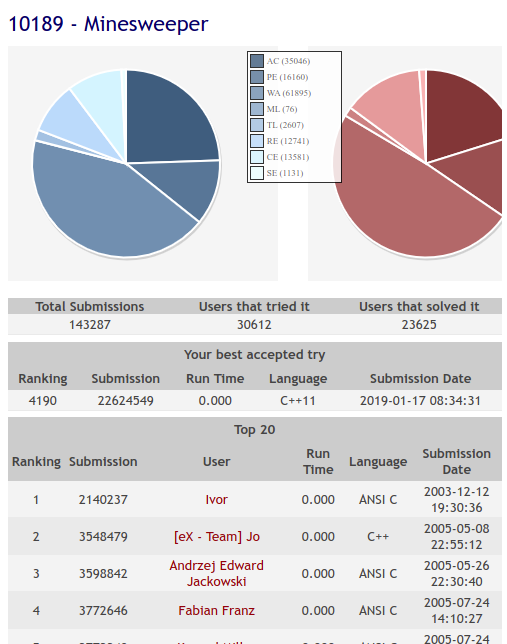 10189 - Minesweeper
AC (35046)
PE (16160)
WA (61895)
ML (76)
TL (2607)
RE (12741)
CE (13581)
SE (1131)
Total Submissions Users that tried it Users that solved it
143287 30612 23625
Your best accepted try
Ranking Submission Run Time Language Submission Date
4190 22624549 0.000 C++11 2019-01-17 08:34:31
Top 20
Ranking Submission User Run Time Language Submission Date
1 2140237 Ivor 0.000 ANSI C 2003-12-12 19:30:36
2 3548479 [eX - Team] Jo 0.000 C++ 2005-05-08 22:55:12
3 3598842 Andrzej Edward Jackowski 0.000 ANSI C 2005-05-26 22:30:40
4 3772646 Fabian Franz 0.000 ANSI C 2005-07-24 14:10:27
2005-07-24